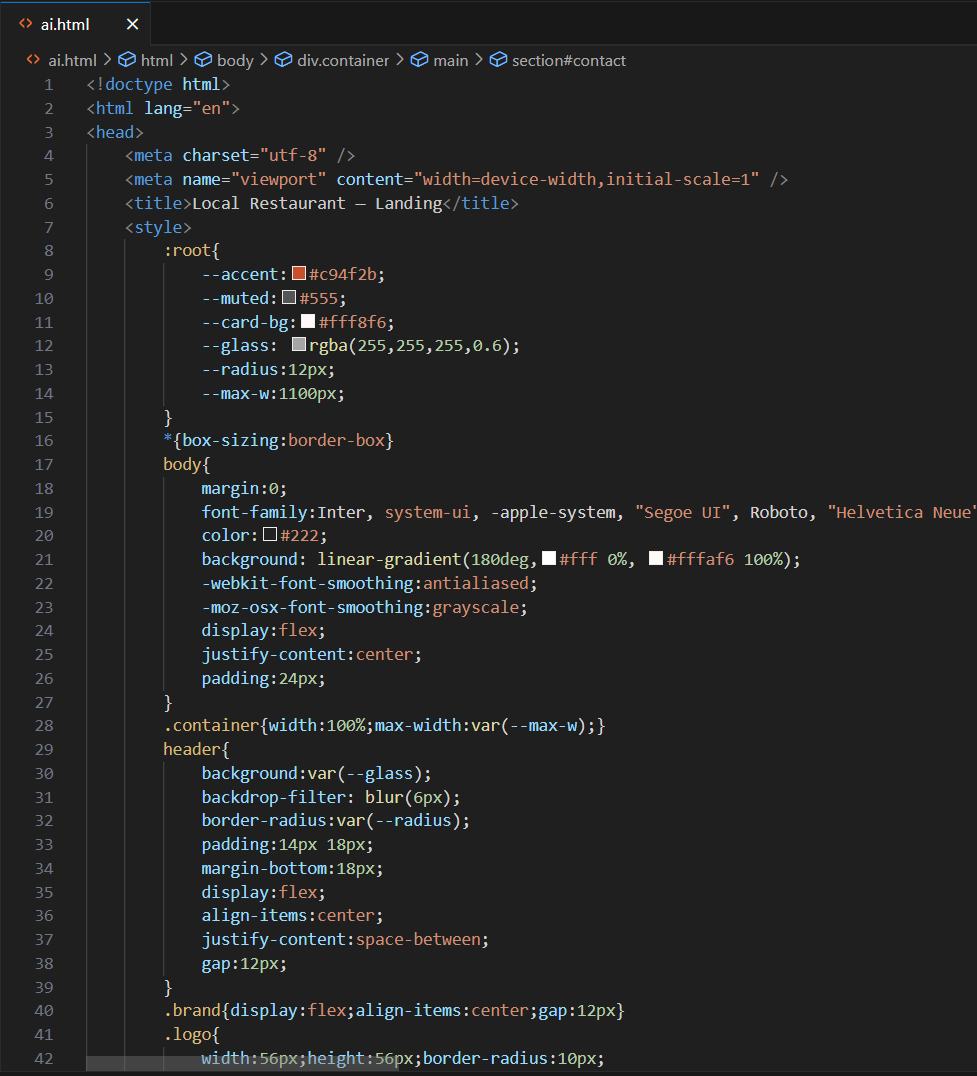 ai.html
ai.html > html > body > div.container > main > section#contact
1 <!doctype html>
2 <html lang="en">
3 <head>
4 <meta charset="utf-8" />
5 <meta name="viewport" content="width=device-width,initial-scale=1" />
6 <title>Local Restaurant — Landing</title>
7 <style>
8 :root{
9 --accent:#c94f2b;
10 --muted:#555;
11 --card-bg:#fff8f6;
12 --glass: rgba(255,255,255,0.6);
13 --radius:12px;
14 --max-w:1100px;
15 }
16 *{box-sizing:border-box}
17 body{
18 margin:0;
19 font-family:Inter, system-ui, -apple-system, "Segoe UI", Roboto, "Helvetica Neue"
20 color:#222;
21 background: linear-gradient(180deg,#fff 0%, #fffaf6 100%);
22 -webkit-font-smoothing:antialiased;
23 -moz-osx-font-smoothing:grayscale;
24 display:flex;
25 justify-content:center;
26 padding:24px;
27 }
28 .container{width:100%;max-width:var(--max-w);}
29 header{
30 background:var(--glass);
31 backdrop-filter: blur(6px);
32 border-radius:var(--radius);
33 padding:14px 18px;
34 margin-bottom:18px;
35 display:flex;
36 align-items:center;
37 justify-content:space-between;
38 gap:12px;
39 }
40 .brand{display:flex;align-items:center;gap:12px}
41 .logo{
42 width:56px;height:56px;border-radius:10px;